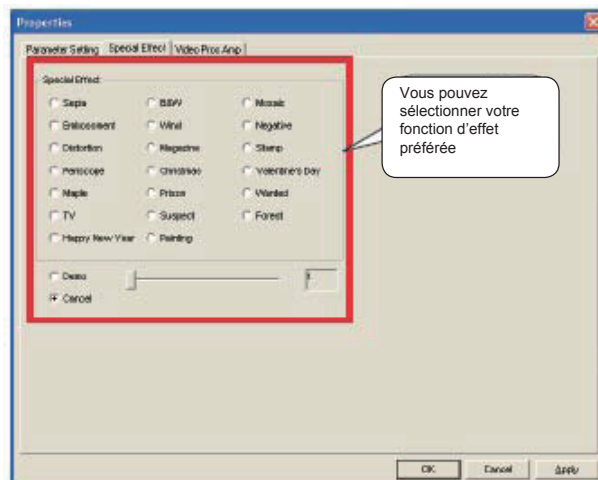 Properties
Parameter Setting Special Effect Video Proc Amp
Special Effect
Sepia B&W Mosaic
Embossment Wind Negative
Distortion Magazine Stamp
Periscope Christmas Valentine's Day
Maple Prison Wanted
TV Suspect Forest
Happy New Year Painting
Demo
Cancel
Vous pouvez
sélectionner votre
fonction d'effet
préférée
OK Cancel Apply